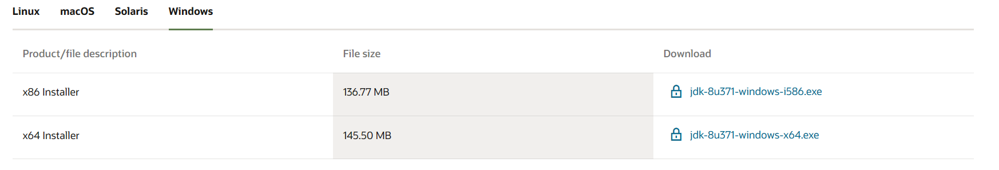 Linux macOS Solaris Windows
Product/file description File size Download
x86 Installer 136.77 MB jdk-8u371-windows-i586.exe
x64 Installer 145.50 MB jdk-8u371-windows-x64.exe